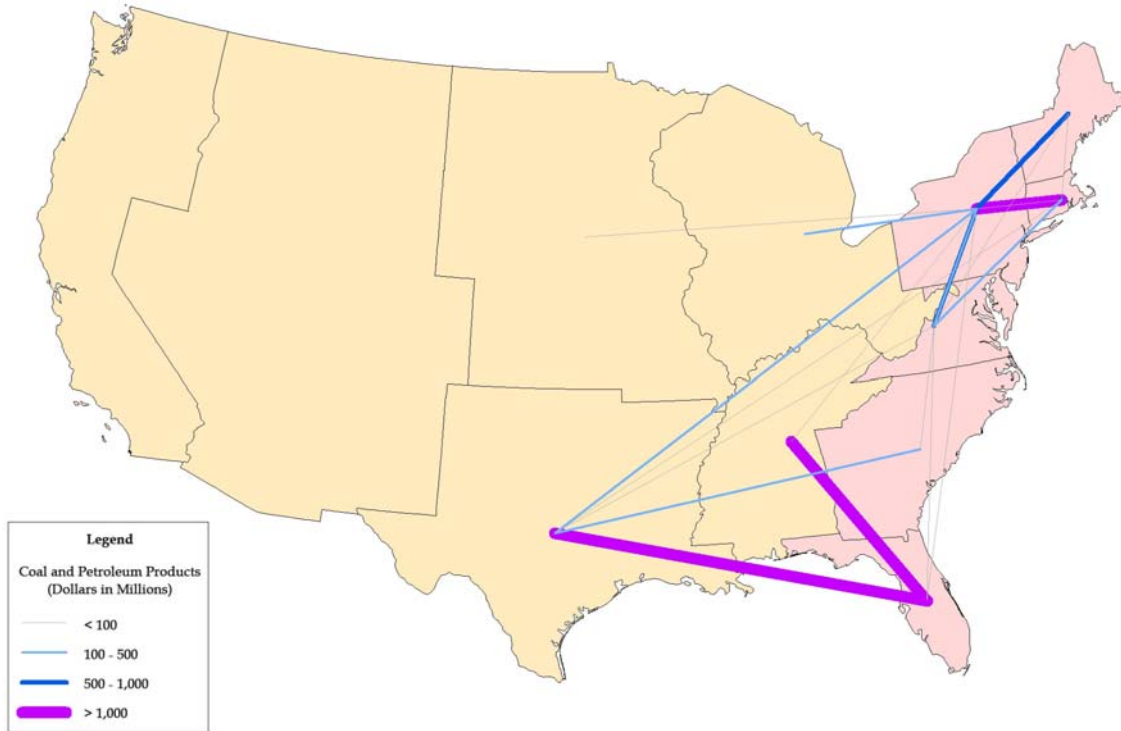 Legend
Coal and Petroleum Products
(Dollars in Millions)
< 100
100 - 500
500 - 1,000
> 1,000